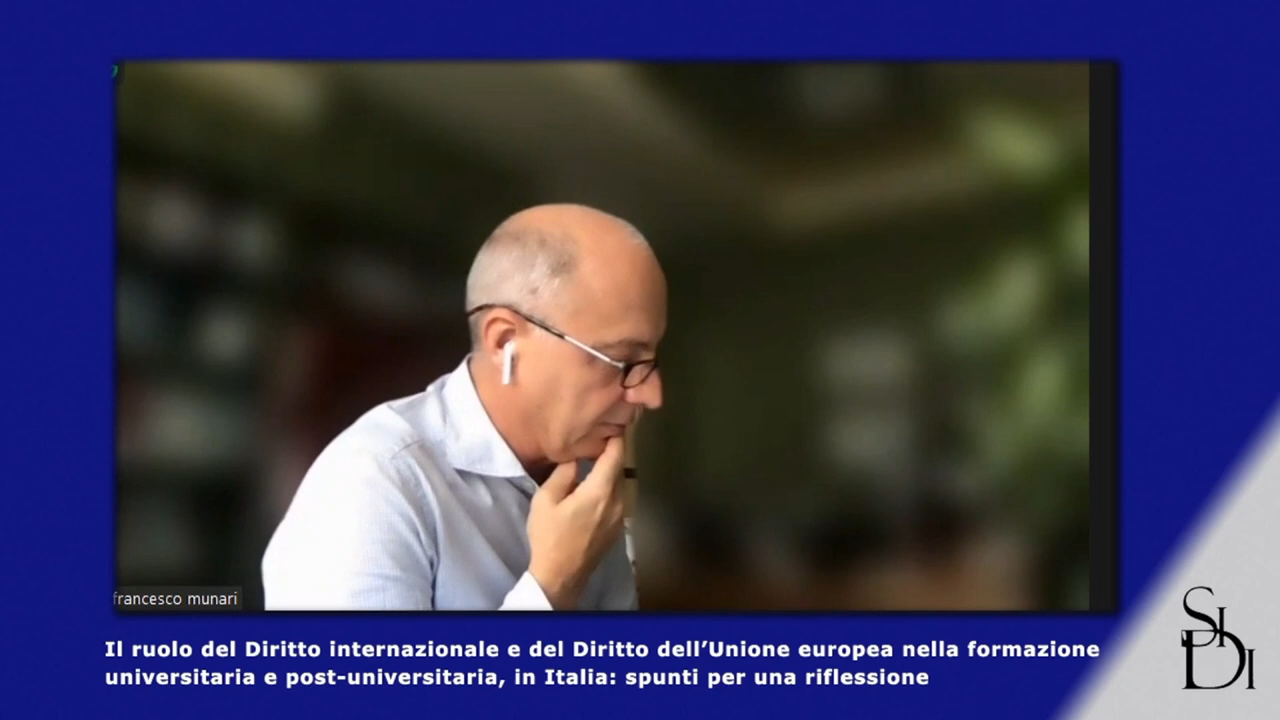 francesco munari
Il ruolo del Diritto internazionale e del Diritto dell’Unione europea nella formazione
universitaria e post-universitaria, in Italia: spunti per una riflessione
SIDI